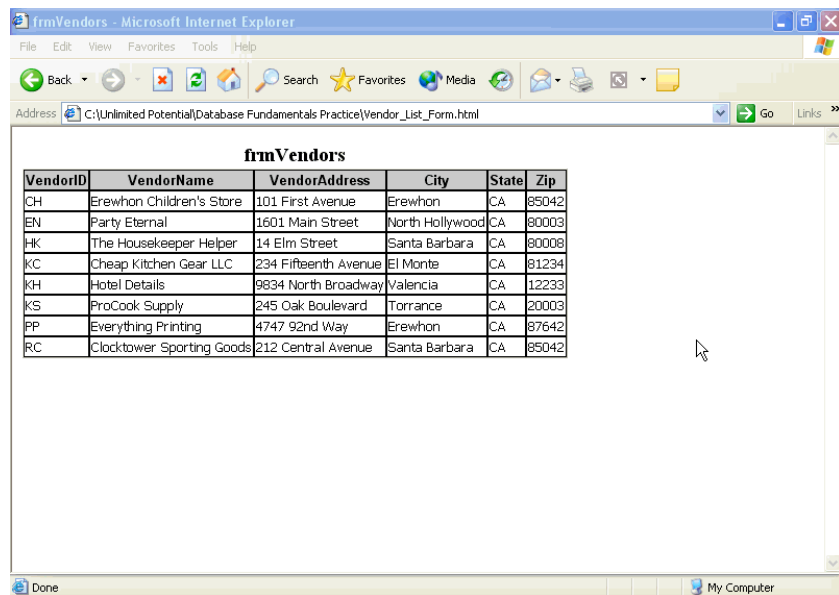 frmVendors - Microsoft Internet Explorer
File Edit View Favorites Tools Help
Back Search Favorites Media
Address C:\Unlimited Potential\Database Fundamentals Practice\Vendor_List_Form.html Go Links »
frmVendors
VendorID VendorName VendorAddress City State Zip
CH Erewhon Children's Store 101 First Avenue Erewhon CA 85042
EN Party Eternal 1601 Main Street North Hollywood CA 80003
HK The Housekeeper Helper 14 Elm Street Santa Barbara CA 80008
KC Cheap Kitchen Gear LLC 234 Fifteenth Avenue El Monte CA 81234
KH Hotel Details 9834 North Broadway Valencia CA 12233
KS ProCook Supply 245 Oak Boulevard Torrance CA 20003
PP Everything Printing 4747 92nd Way Erewhon CA 87642
RC Clocktower Sporting Goods 212 Central Avenue Santa Barbara CA 85042
Done My Computer